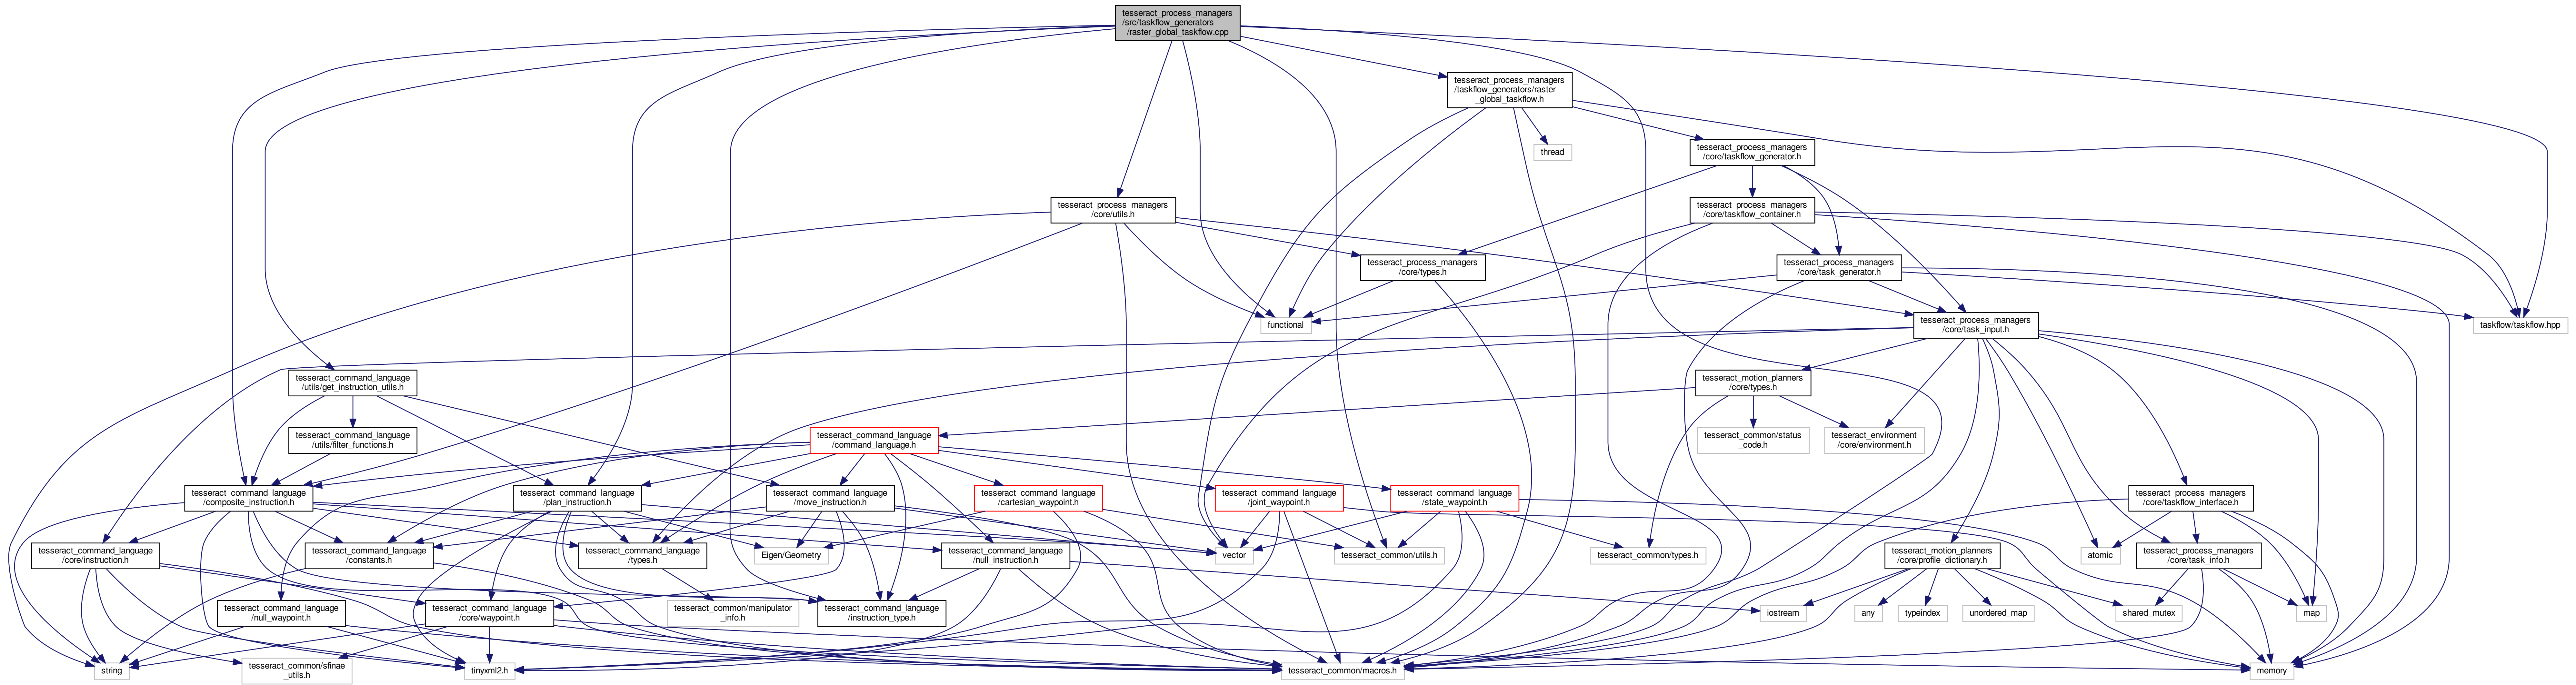 tesseract_process_managers
/src/taskflow_generators
/raster_global_taskflow.cpp
tesseract_process_managers
/taskflow_generators/raster
_global_taskflow.h
thread
tesseract_process_managers
/core/taskflow_generator.h
tesseract_process_managers
/core/utils.h
tesseract_process_managers
/core/taskflow_container.h
tesseract_process_managers
/core/types.h
tesseract_process_managers
/core/task_generator.h
functional
tesseract_process_managers
/core/task_input.h
taskflow/taskflow.hpp
tesseract_command_language
/utils/get_instruction_utils.h
tesseract_motion_planners
/core/types.h
tesseract_command_language
/utils/filter_functions.h
tesseract_command_language
/command_language.h
tesseract_common/status
_code.h
tesseract_environment
/core/environment.h
tesseract_command_language
/composite_instruction.h
tesseract_command_language
/plan_instruction.h
tesseract_command_language
/move_instruction.h
tesseract_command_language
/cartesian_waypoint.h
tesseract_command_language
/joint_waypoint.h
tesseract_command_language
/state_waypoint.h
tesseract_process_managers
/core/taskflow_interface.h
tesseract_command_language
/core/instruction.h
tesseract_command_language
/constants.h
tesseract_command_language
/types.h
Eigen/Geometry
tesseract_command_language
/null_instruction.h
vector
tesseract_common/utils.h
tesseract_common/types.h
tesseract_motion_planners
/core/profile_dictionary.h
atomic
tesseract_process_managers
/core/task_info.h
tesseract_command_language
/null_waypoint.h
tesseract_command_language
/core/waypoint.h
tesseract_common/manipulator
_info.h
tesseract_command_language
/instruction_type.h
iostream
any
typeindex
unordered_map
shared_mutex
map
string
tesseract_common/sfinae
_utils.h
tinyxml2.h
tesseract_common/macros.h
memory